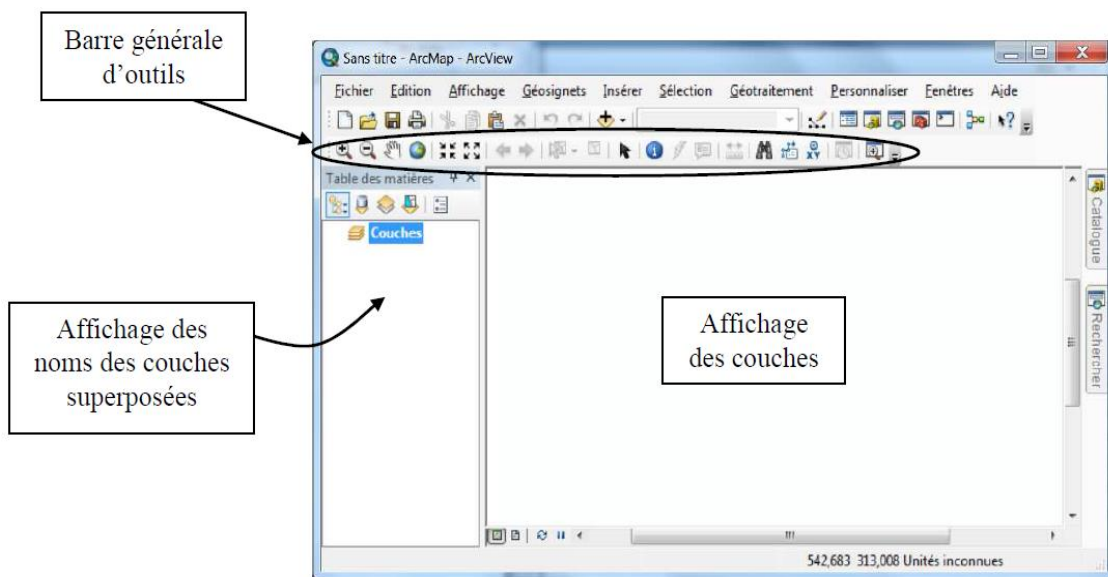 Barre générale
d'outils
Sans titre - ArcMap - ArcView
Fichier Edition Affichage Géosignets Insérer Sélection Géotraitement Personnaliser Fenêtres Aide
Table des matières
Couches
Affichage des
noms des couches
superposées
Affichage
des couches
Catalogue
Rechercher
542,683 313,008 Unités inconnues